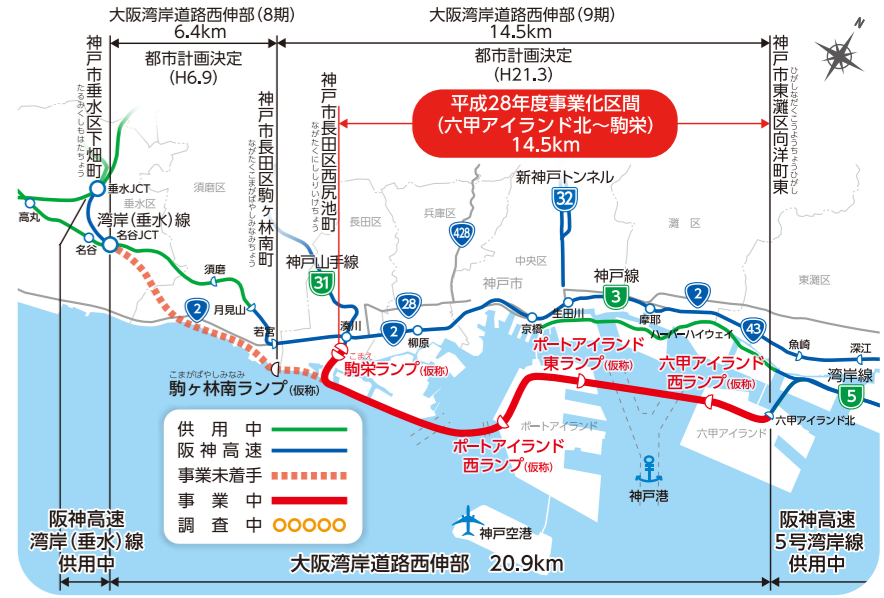 大阪湾岸道路西伸部(8期)
6.4km
都市計画決定
(H6.9)
大阪湾岸道路西伸部(9期)
14.5km
都市計画決定
(H21.3)
平成28年度事業化区間
(六甲アイランド北～駒栄)
14.5km
N
神戸市垂水区下畑町
たるみくしもはたちょう
神戸市長田区駒ヶ林南町
ながたくこまがばやしみなみちょう
神戸市長田区西尻池町
ながたくにししりいけちょう
神戸市東灘区向洋町東
ひがしなだくこうようちょうひがし
垂水JCT
垂水区
須磨区
長田区
兵庫区
中央区
神戸市
灘 区
東灘区
高丸
湾岸(垂水)線
名谷JCT
名谷
須磨
月見山
若宮
2
神戸山手線
31
湊川
2
28
柳原
428
新神戸トンネル
32
京橋
生田川
神戸線
3
摩耶
2
ハーバーハイウェイ
43
魚崎
深江
湾岸線
5
六甲アイランド北
こまえ
駒栄ランプ(仮称)
こまがばやしみなみ
駒ヶ林南ランプ(仮称)
ポートアイランド
東ランプ(仮称)
六甲アイランド
西ランプ(仮称)
ポートアイランド
西ランプ(仮称)
ポートアイランド
六甲アイランド
神戸港
神戸空港
供用中
阪神高速
事業未着手
事業中
調査中
阪神高速
湾岸(垂水)線
供用中
大阪湾岸道路西伸部 20.9km
阪神高速
5号湾岸線
供用中